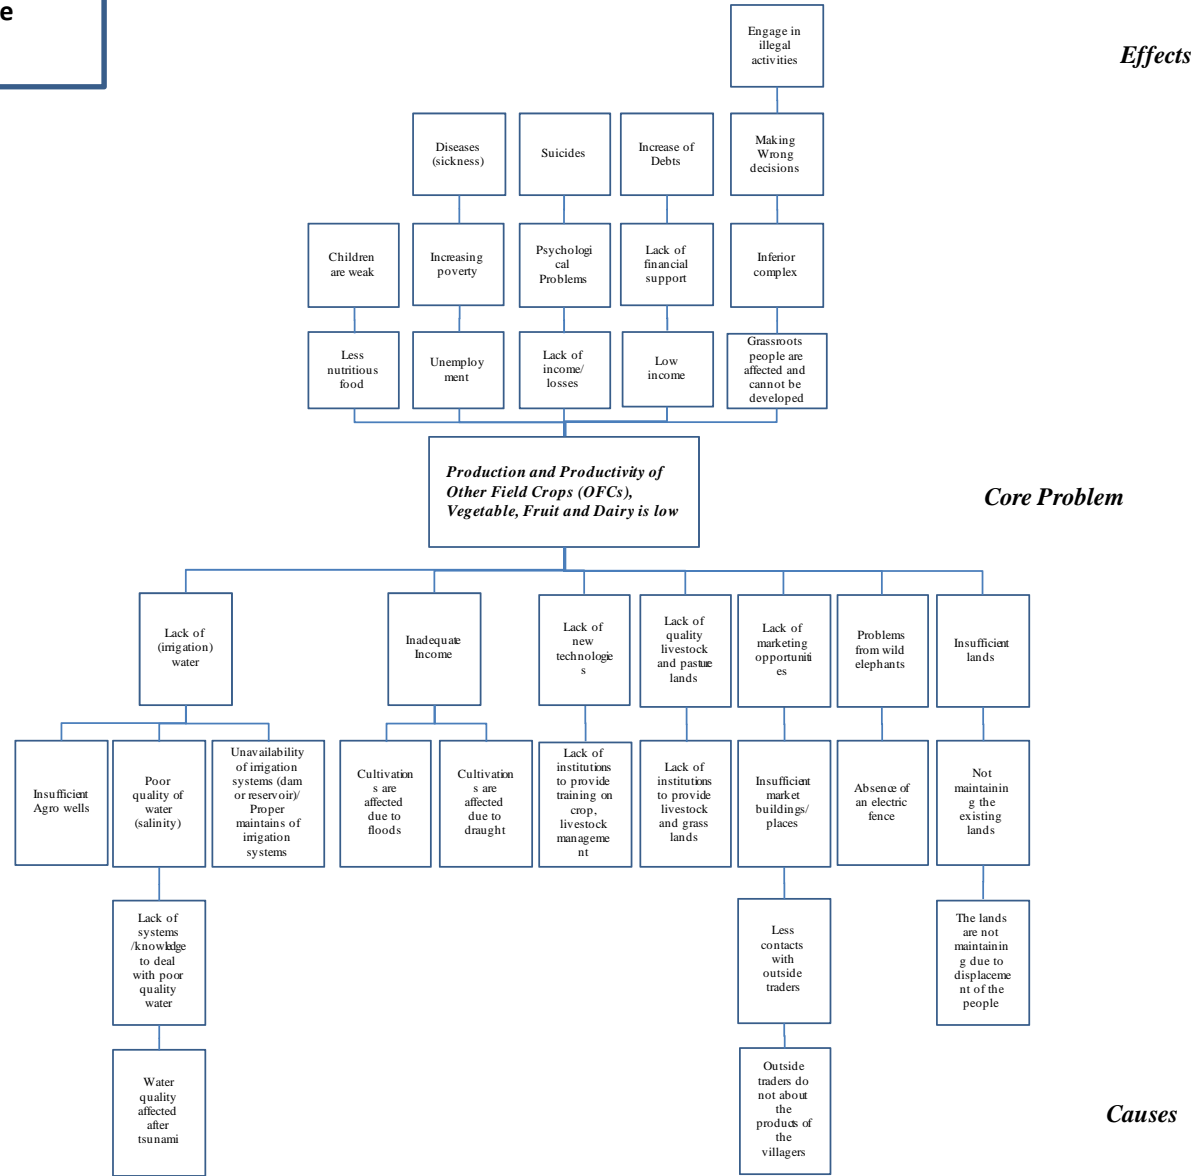 e
Effects
Engage in
illegal
activities
Diseases
(sickness)
Suicides
Increase of
Debts
Making
Wrong
decisions
Children
are weak
Increasing
poverty
Psychologi
cal
Problems
Lack of
financial
support
Inferior
complex
Less
nutritious
food
Unemploy
ment
Lack of
income/
losses
Low
income
Grassroots
people are
affected and
cannot be
developed
Production and Productivity of
Other Field Crops (OFCs),
Vegetable, Fruit and Dairy is low
Core Problem
Lack of
(irrigation)
water
Inadequate
Income
Lack of
new
technologie
s
Lack of
quality
livestock
and pasture
lands
Lack of
marketing
opportuniti
es
Problems
from wild
elephants
Insufficient
lands
Insufficient
Agro wells
Poor
quality of
water
(salinity)
Unavailability
of irrigation
systems (dam
or reservoir)/
Proper
maintains of
irrigation
systems
Cultivation
s are
affected
due to
floods
Cultivation
s are
affected
due to
draught
Lack of
institutions
to provide
training on
crop,
livestock
manageme
nt
Lack of
institutions
to provide
livestock
and grass
lands
Insufficient
market
buildings/
places
Absence of
an electric
fence
Not
maintainin
g the
existing
lands
Lack of
systems
/knowledge
to deal
with poor
quality
water
Less
contacts
with
outside
traders
The lands
are not
maintainin
g due to
displaceme
nt of the
people
Water
quality
affected
after
tsunami
Outside
traders do
not about
the
products of
the
villagers
Causes